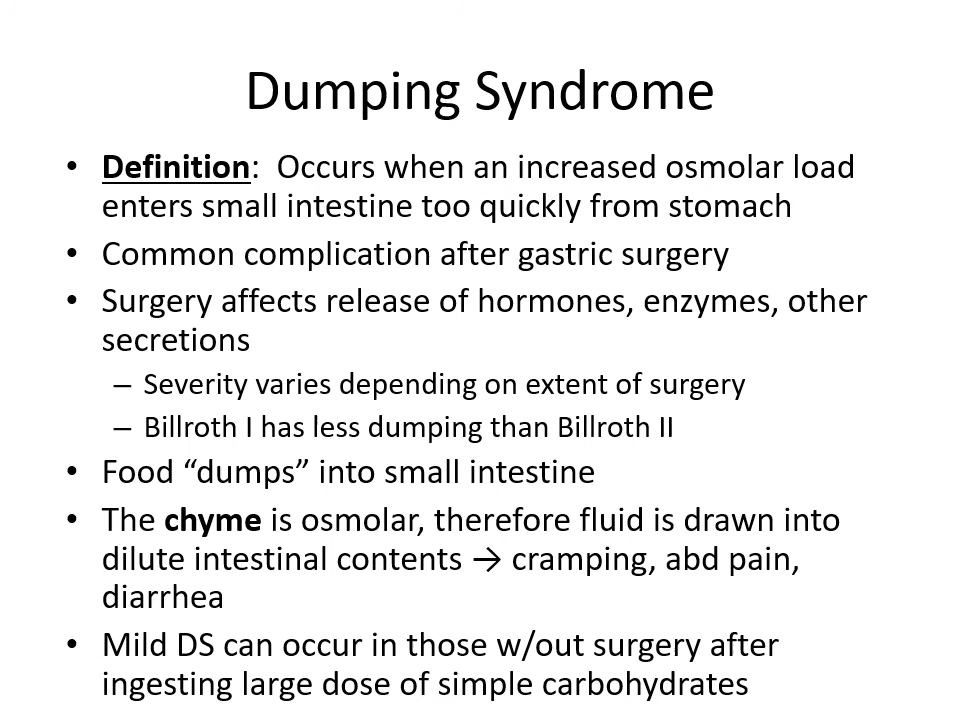 Dumping Syndrome
• Definition:  Occurs when an increased osmolar load
enters small intestine too quickly from stomach
• Common complication after gastric surgery
• Surgery affects release of hormones, enzymes, other
secretions
– Severity varies depending on extent of surgery
– Billroth I has less dumping than Billroth II
• Food “dumps” into small intestine
• The chyme is osmolar, therefore fluid is drawn into
dilute intestinal contents → cramping, abd pain,
diarrhea
• Mild DS can occur in those w/out surgery after
ingesting large dose of simple carbohydrates